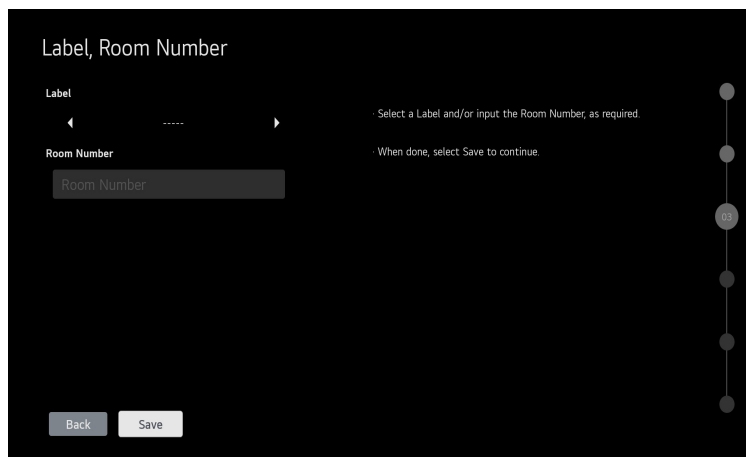 Label, Room Number
Label
-----
· Select a Label and/or input the Room Number, as required.
Room Number
· When done, select Save to continue.
Room Number
03
Back
Save